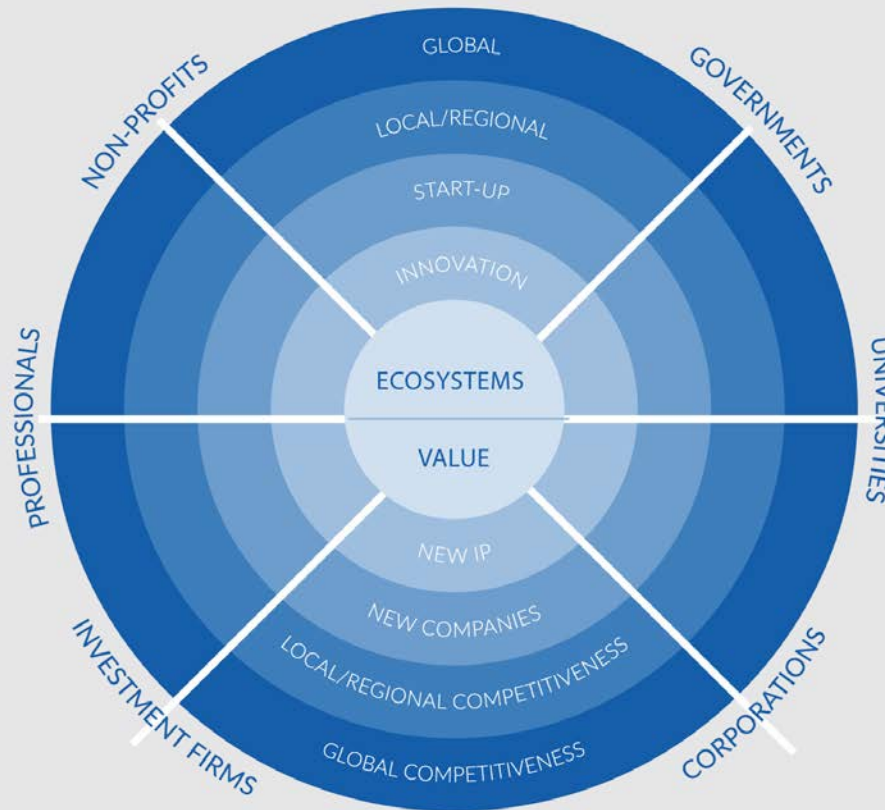 GLOBAL
NON-PROFITS
GOVERNMENTS
LOCAL/REGIONAL
START-UP
INNOVATION
PROFESSIONALS
ECOSYSTEMS
UNIVERSITIES
VALUE
NEW IP
NEW COMPANIES
LOCAL/REGIONAL COMPETITIVENESS
INVESTMENT FIRMS
CORPORATIONS
GLOBAL COMPETITIVENESS